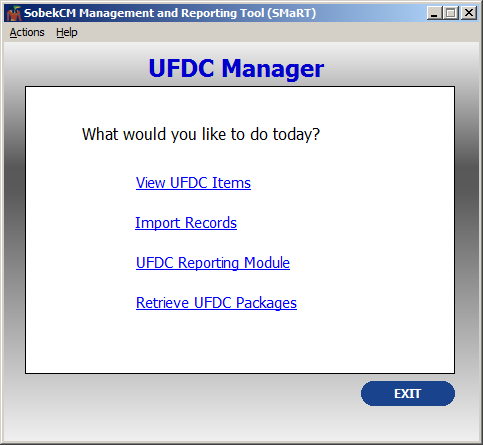 SobekCM Management and Reporting Tool (SMaRT)
Actions Help
UFDC Manager
What would you like to do today?
View UFDC Items
Import Records
UFDC Reporting Module
Retrieve UFDC Packages
EXIT